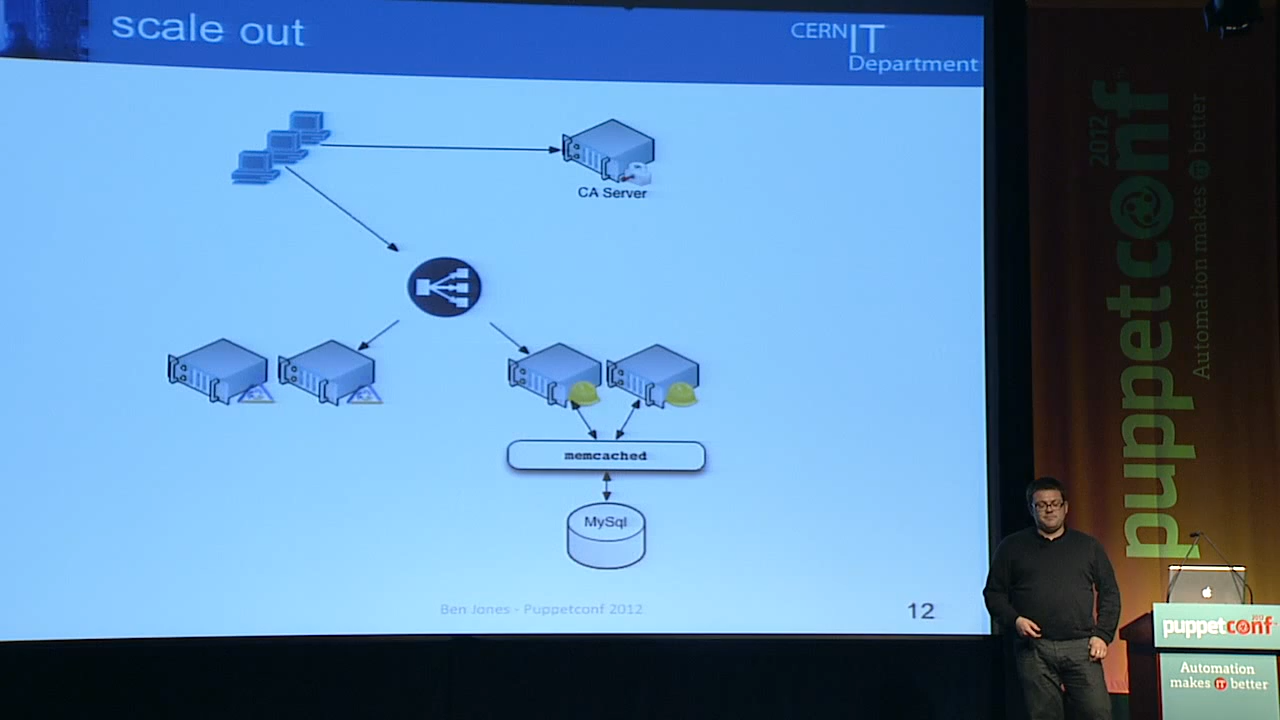 scale out
CERN IT
Department
CA Server
memcached
MySql
Ben Jones - Puppetconf 2012
12
puppetconf 2012
Automation makes IT better
puppetconf 2012
Automation
makes IT better